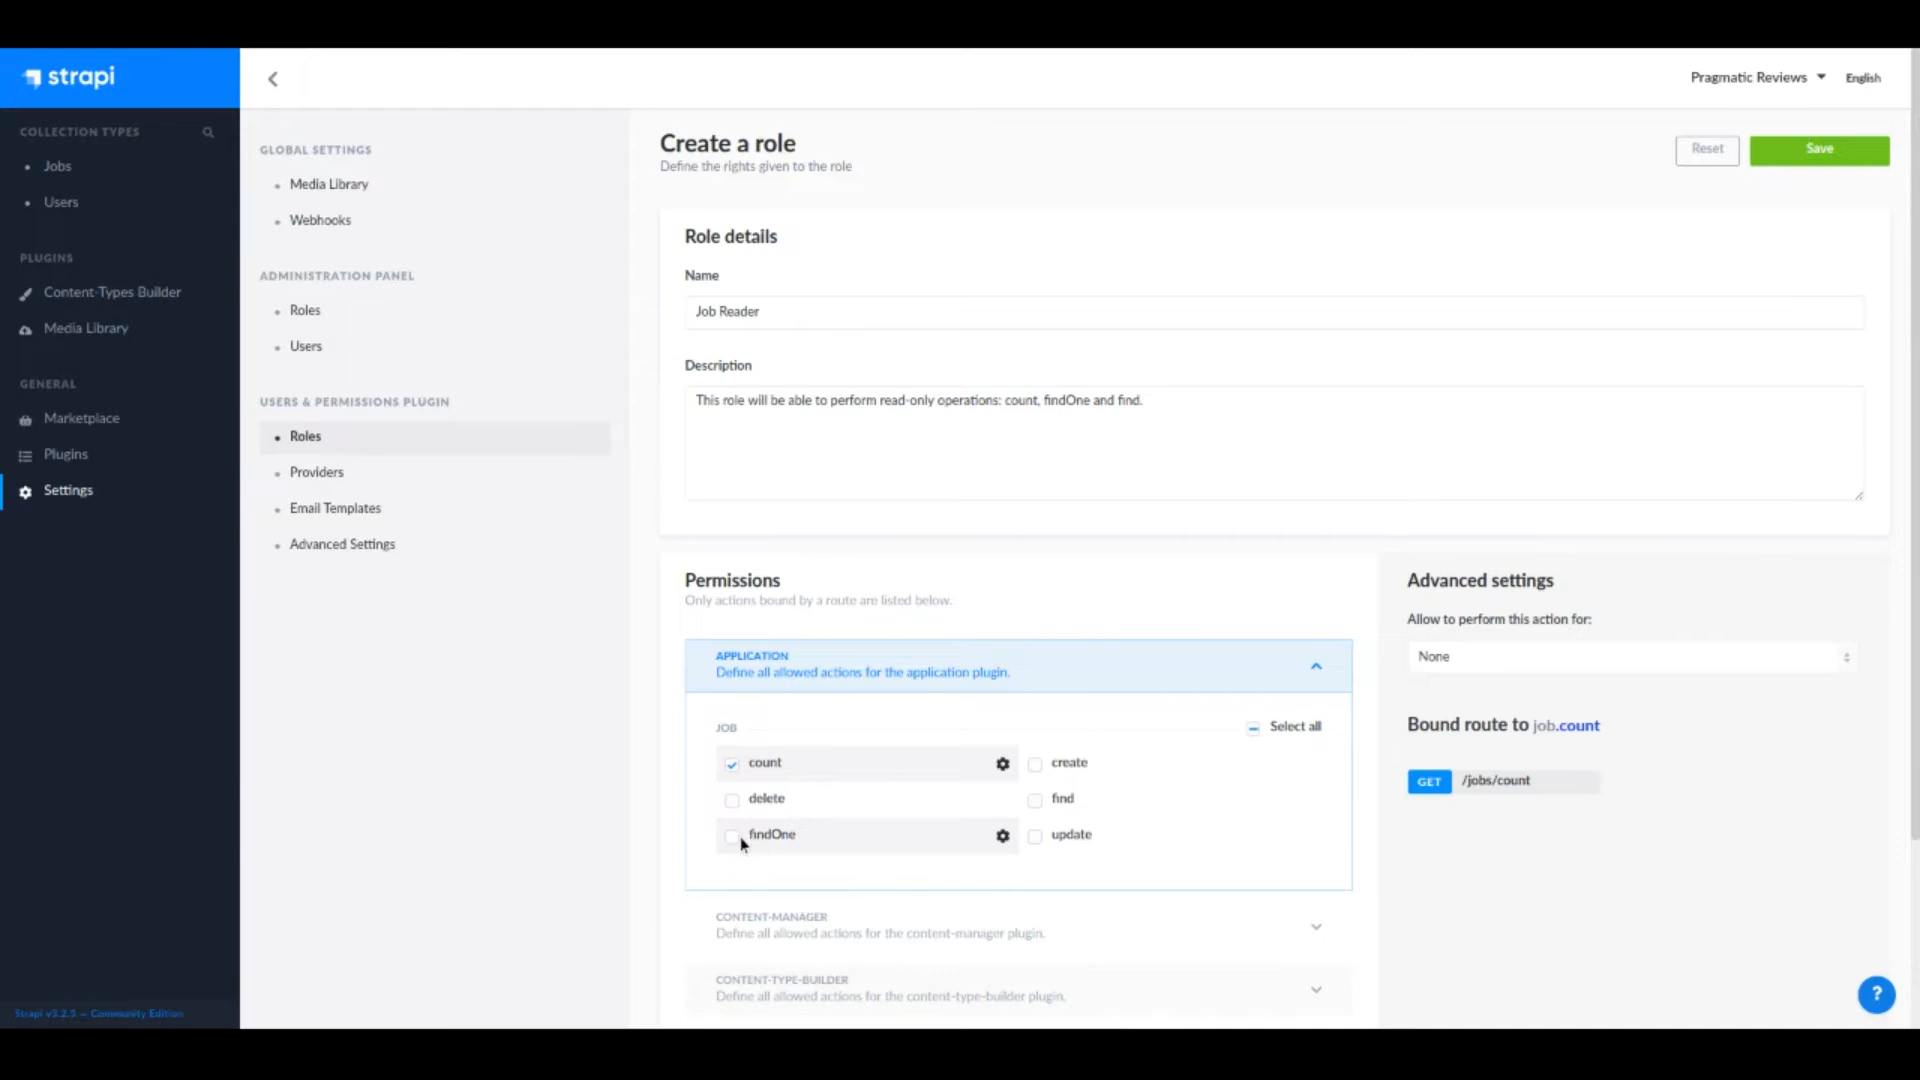 strapi
Pragmatic Reviews
English
COLLECTION TYPES
Jobs
Users
PLUGINS
Content-Types Builder
Media Library
GENERAL
Marketplace
Plugins
Settings
Strapi v3.2.5 — Community Edition
GLOBAL SETTINGS
Media Library
Webhooks
ADMINISTRATION PANEL
Roles
Users
USERS & PERMISSIONS PLUGIN
Roles
Providers
Email Templates
Advanced Settings
Create a role
Define the rights given to the role
Reset
Save
Role details
Name
Job Reader
Description
This role will be able to perform read-only operations: count, findOne and find.
Permissions
Only actions bound by a route are listed below.
APPLICATION
Define all allowed actions for the application plugin.
JOB
Select all
count
create
delete
find
findOne
update
CONTENT-MANAGER
Define all allowed actions for the content-manager plugin.
CONTENT-TYPE-BUILDER
Define all allowed actions for the content-type-builder plugin.
Advanced settings
Allow to perform this action for:
None
Bound route to job.count
GET /jobs/count
?